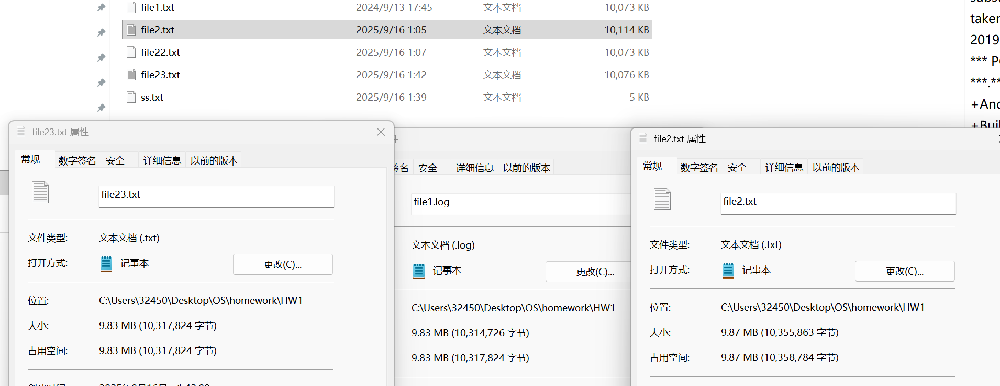 file1.txt 2024/9/13 17:45 文本文档 10,073 KB
file2.txt 2025/9/16 1:05 文本文档 10,114 KB
file22.txt 2025/9/16 1:07 文本文档 10,073 KB
file23.txt 2025/9/16 1:42 文本文档 10,076 KB
ss.txt 2025/9/16 1:39 文本文档 5 KB
taken
2019
*** P
***.**
+And
+Buil
file23.txt 属性
常规 数字签名 安全 详细信息 以前的版本
file23.txt
文件类型: 文本文档 (.txt)
打开方式: 记事本 更改(C)...
位置: C:\Users\32450\Desktop\OS\homework\HW1
大小: 9.83 MB (10,317,824 字节)
占用空间: 9.83 MB (10,317,824 字节)
性
签名 安全 详细信息 以前的版本
file1.log
文本文档 (.log)
记事本 更改(C)...
C:\Users\32450\Desktop\OS\homework\HW1
9.83 MB (10,314,726 字节)
9.83 MB (10,317,824 字节)
file2.txt 属性
常规 数字签名 安全 详细信息 以前的版本
file2.txt
文件类型: 文本文档 (.txt)
打开方式: 记事本 更改(C)...
位置: C:\Users\32450\Desktop\OS\homework\HW1
大小: 9.87 MB (10,355,863 字节)
占用空间: 9.87 MB (10,358,784 字节)